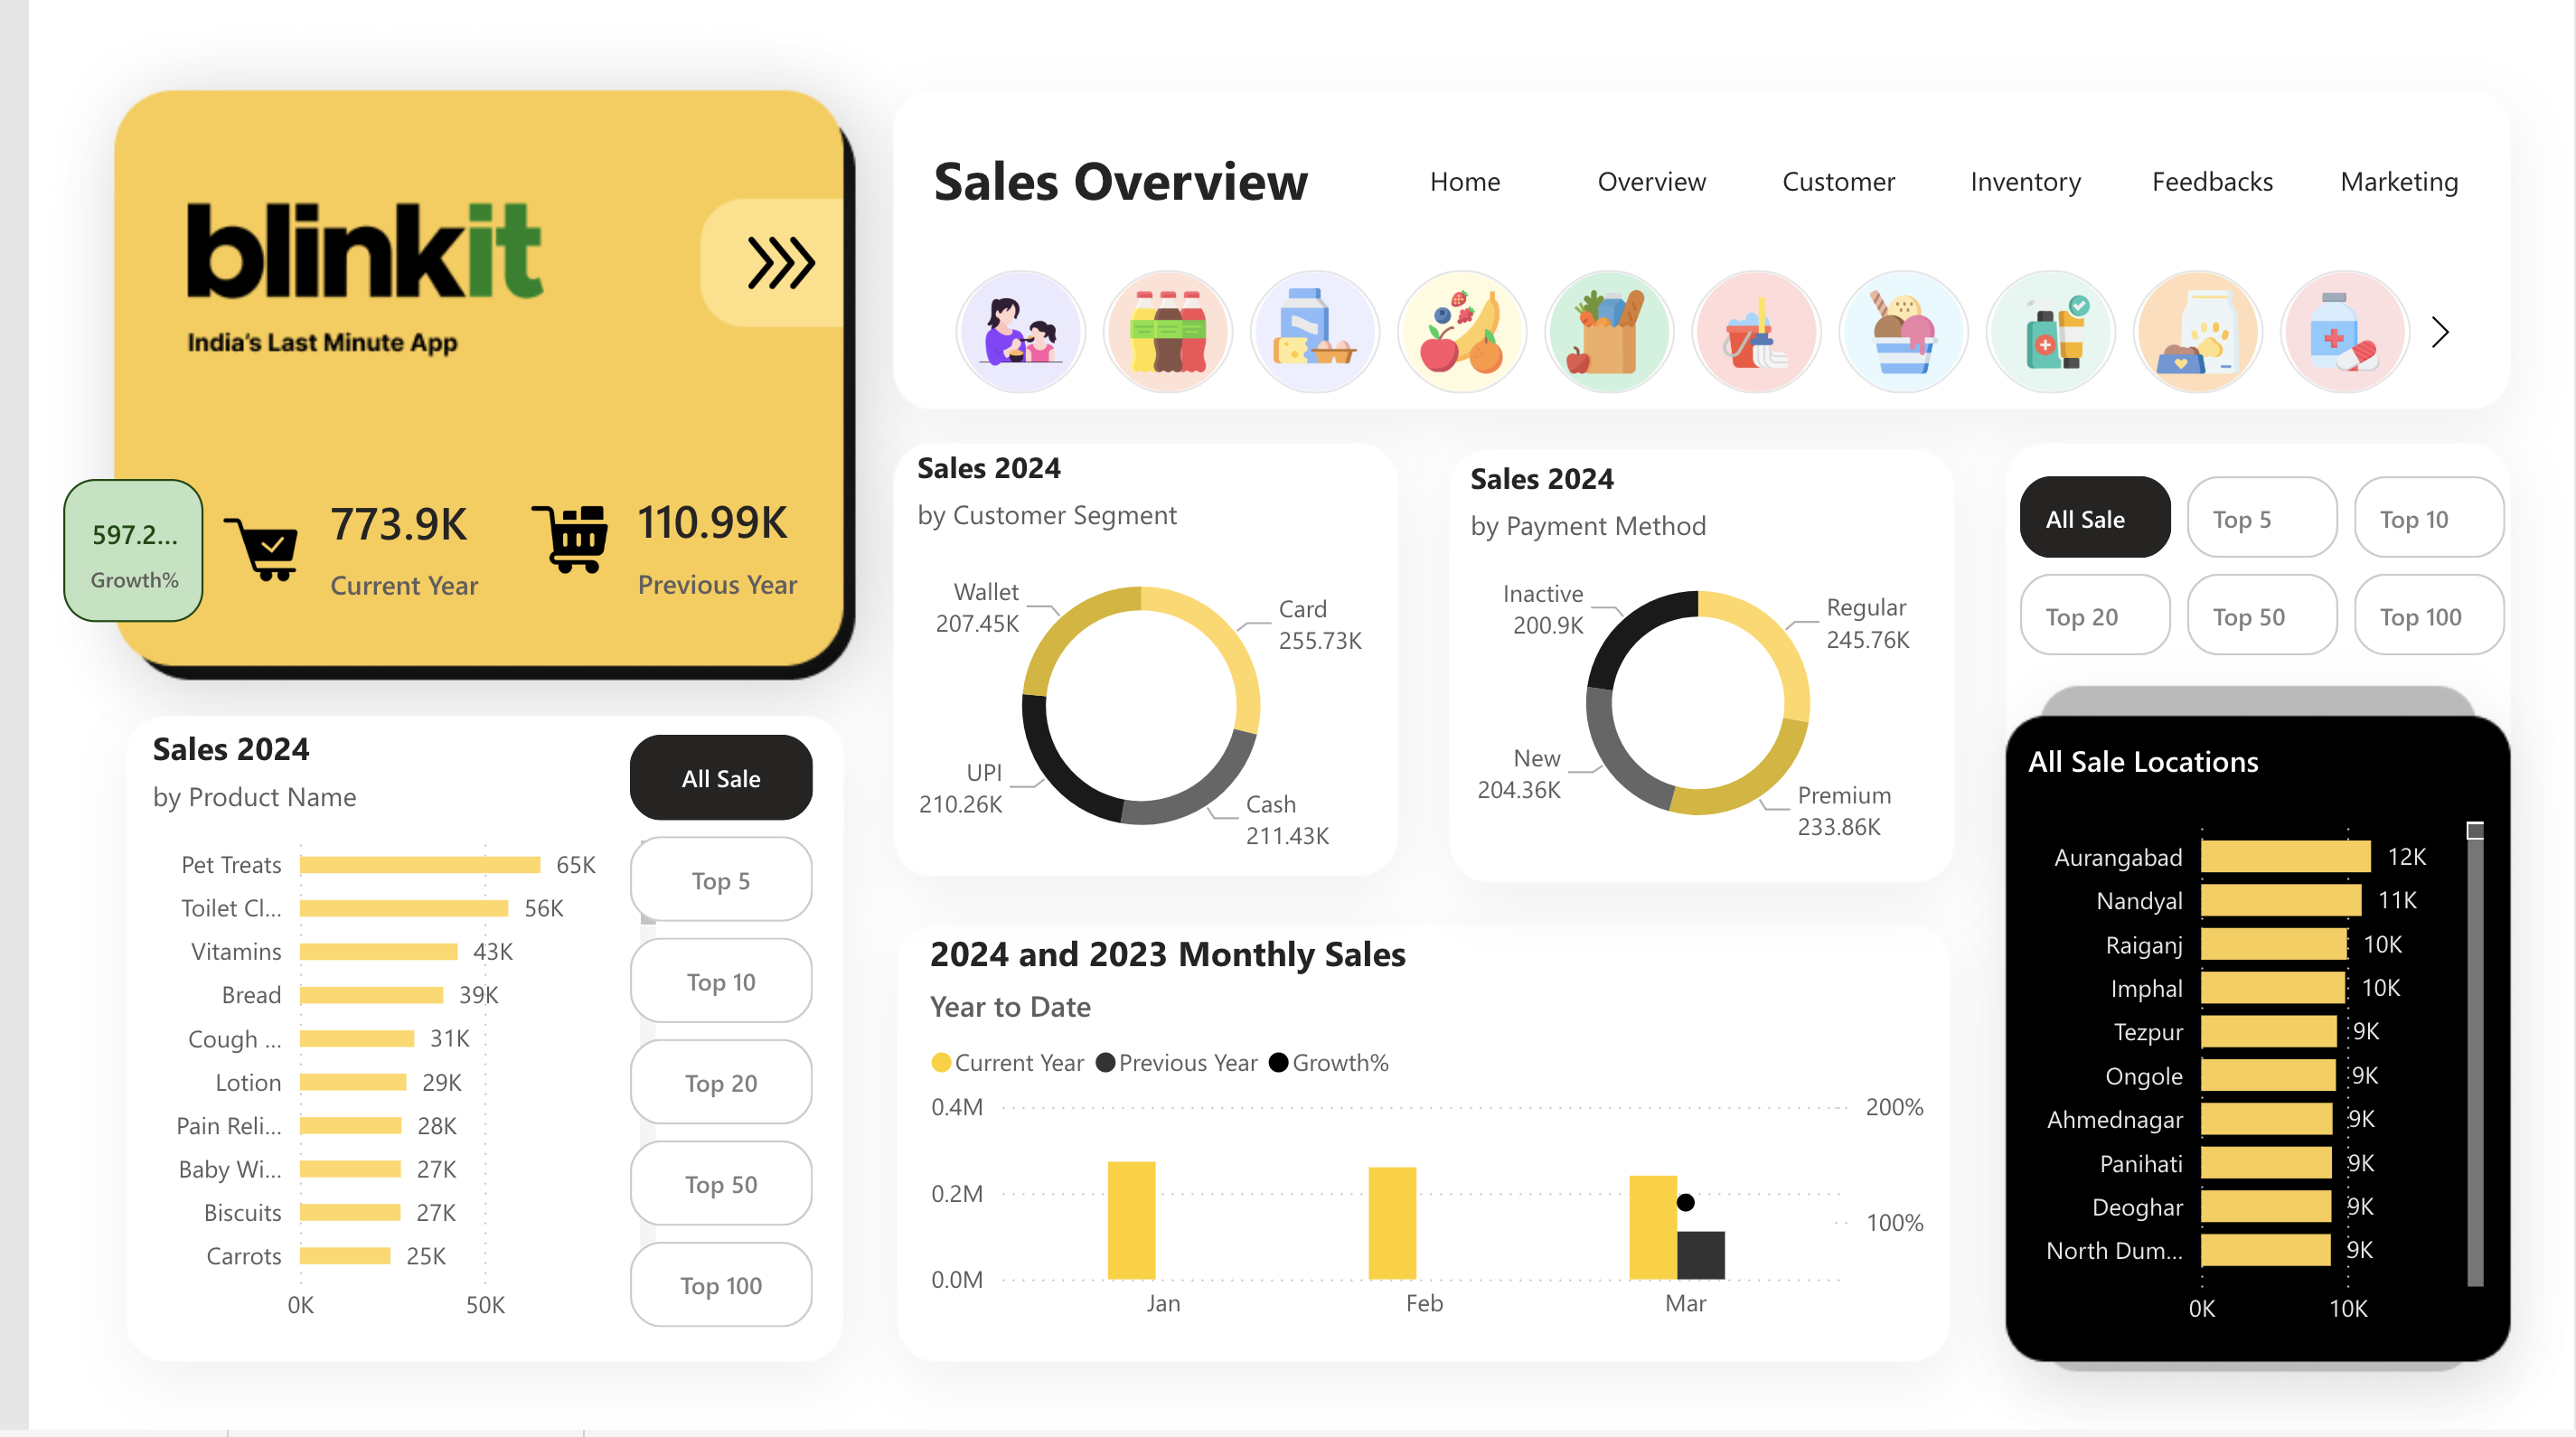 blinkit
India's Last Minute App
597.2...
Growth%
773.9K
Current Year
110.99K
Previous Year
Sales Overview
Home
Overview
Customer
Inventory
Feedbacks
Marketing
Sales 2024
by Customer Segment
Wallet
207.45K
Card
255.73K
UPI
210.26K
Cash
211.43K
Sales 2024
by Payment Method
Inactive
200.9K
Regular
245.76K
New
204.36K
Premium
233.86K
All Sale
Top 5
Top 10
Top 20
Top 50
Top 100
Sales 2024
by Product Name
Pet Treats 65K
Toilet Cl... 56K
Vitamins 43K
Bread 39K
Cough ... 31K
Lotion 29K
Pain Reli... 28K
Baby Wi... 27K
Biscuits 27K
Carrots 25K
0K 50K
All Sale
Top 5
Top 10
Top 20
Top 50
Top 100
2024 and 2023 Monthly Sales
Year to Date
Current Year Previous Year Growth%
0.4M 200%
0.2M
100%
0.0M
Jan Feb Mar
All Sale Locations
Aurangabad 12K
Nandyal 11K
Raiganj 10K
Imphal 10K
Tezpur 9K
Ongole 9K
Ahmednagar 9K
Panihati 9K
Deoghar 9K
North Dum... 9K
0K 10K